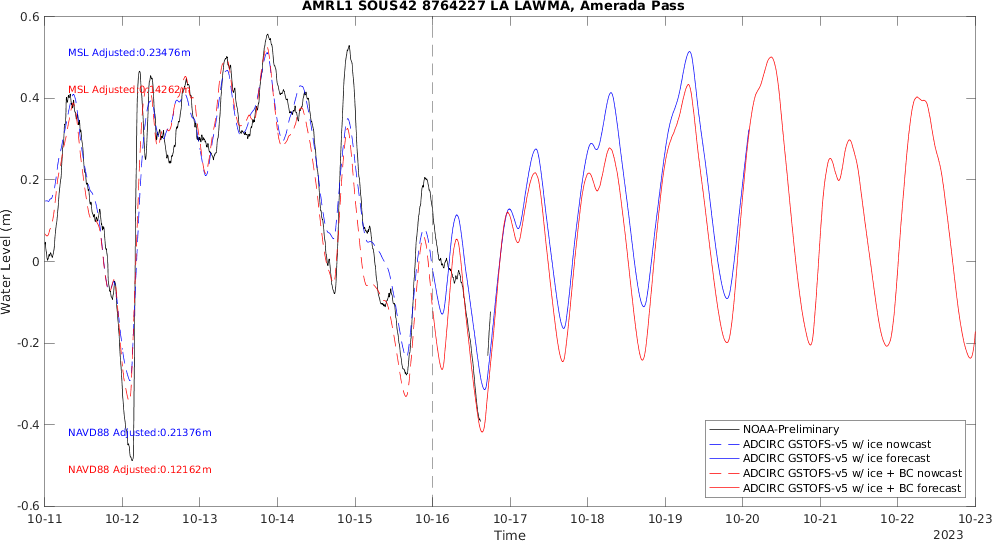 AMRL1 SOUS42 8764227 LA LAWMA, Amerada Pass
0.6
MSL Adjusted:0.23476m
MSL Adjusted:0.14262m
0.4
0.2
Water Level (m)
0
-0.2
-0.4
NAVD88 Adjusted:0.21376m
NAVD88 Adjusted:0.12162m
NOAA-Preliminary
ADCIRC GSTOFS-v5 w/ ice nowcast
ADCIRC GSTOFS-v5 w/ ice forecast
ADCIRC GSTOFS-v5 w/ ice + BC nowcast
ADCIRC GSTOFS-v5 w/ ice + BC forecast
-0.6
10-11 10-12 10-13 10-14 10-15 10-16 10-17 10-18 10-19 10-20 10-21 10-22 10-23
Time
2023